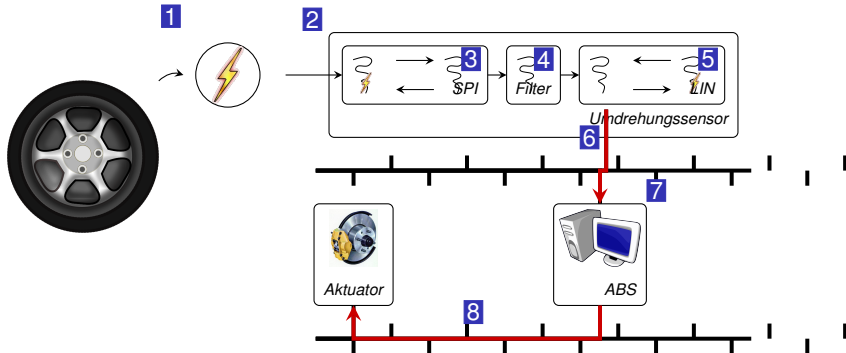 1
2
3
4
5
SPI
Filter
LIN
Umdrehungssensor
6
7
Aktuator
ABS
8